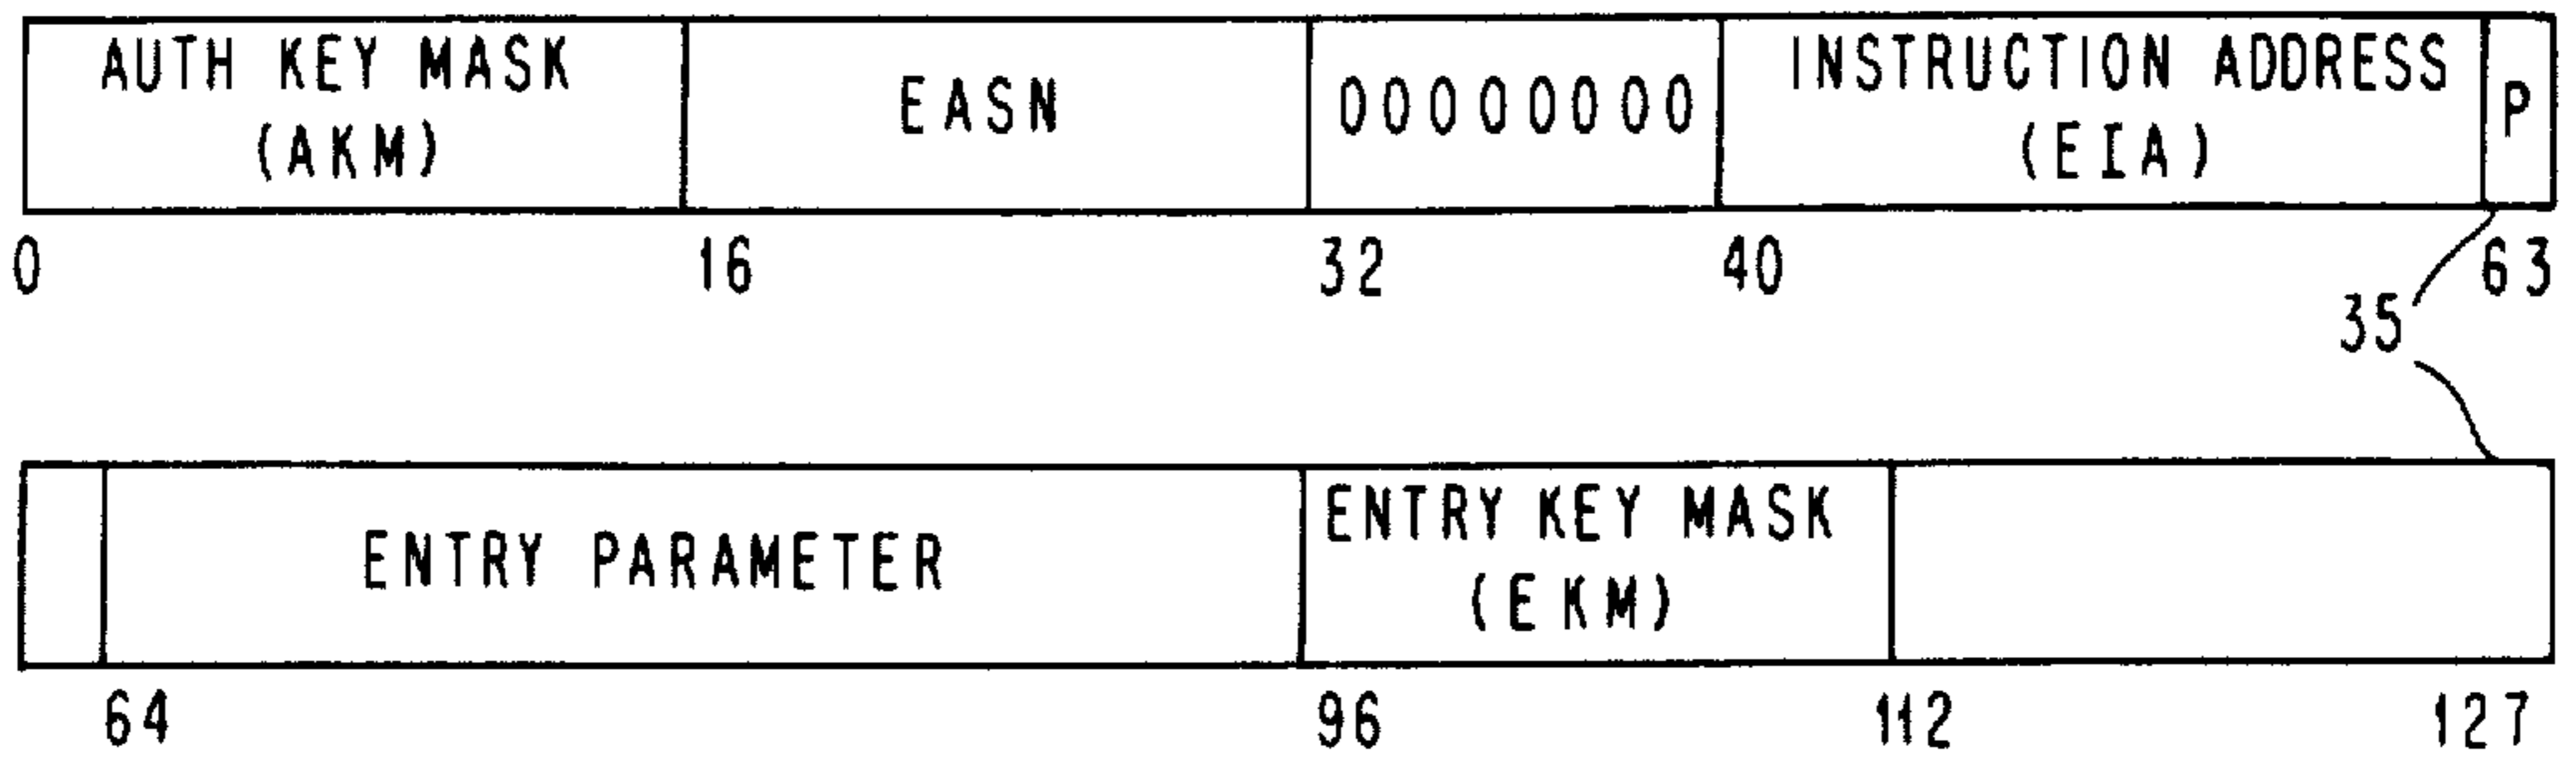 AUTH KEY MASK
(AKM)
EASN
00000000
INSTRUCTION ADDRESS
(EIA)
P
0
16
32
40
63
35
ENTRY PARAMETER
ENTRY KEY MASK
(EKM)
64
96
112
127